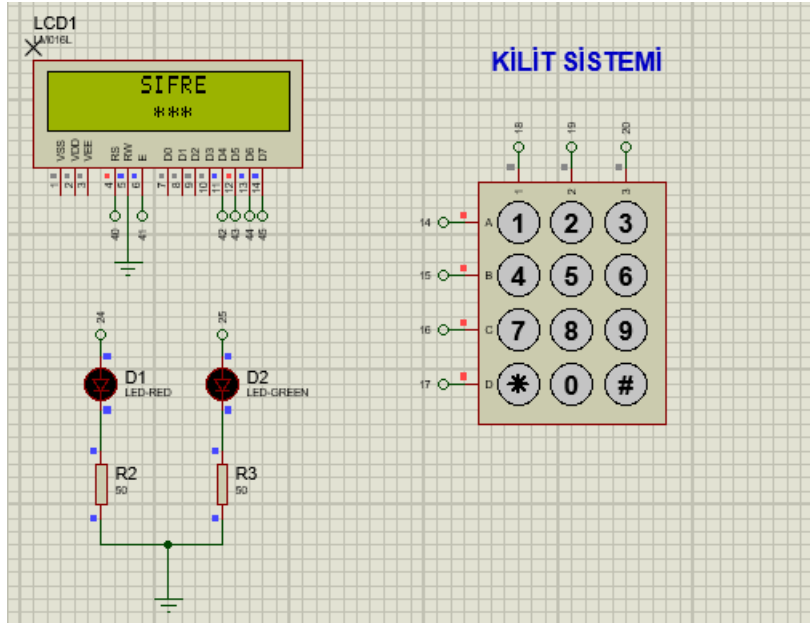 LCD1
LM016L
SIFRE
***
VSS VDD VEE RS RW E D0 D1 D2 D3 D4 D5 D6 D7
1 2 3 4 5 6 7 8 9 10 11 12 13 14
40 41 42 43 44 45
KİLİT SİSTEMİ
18 19 20
1 2 3
14 A 1 2 3
15 B 4 5 6
16 C 7 8 9
17 D * 0 #
24 25
D1 D2
LED-RED LED-GREEN
R2 R3
50 50